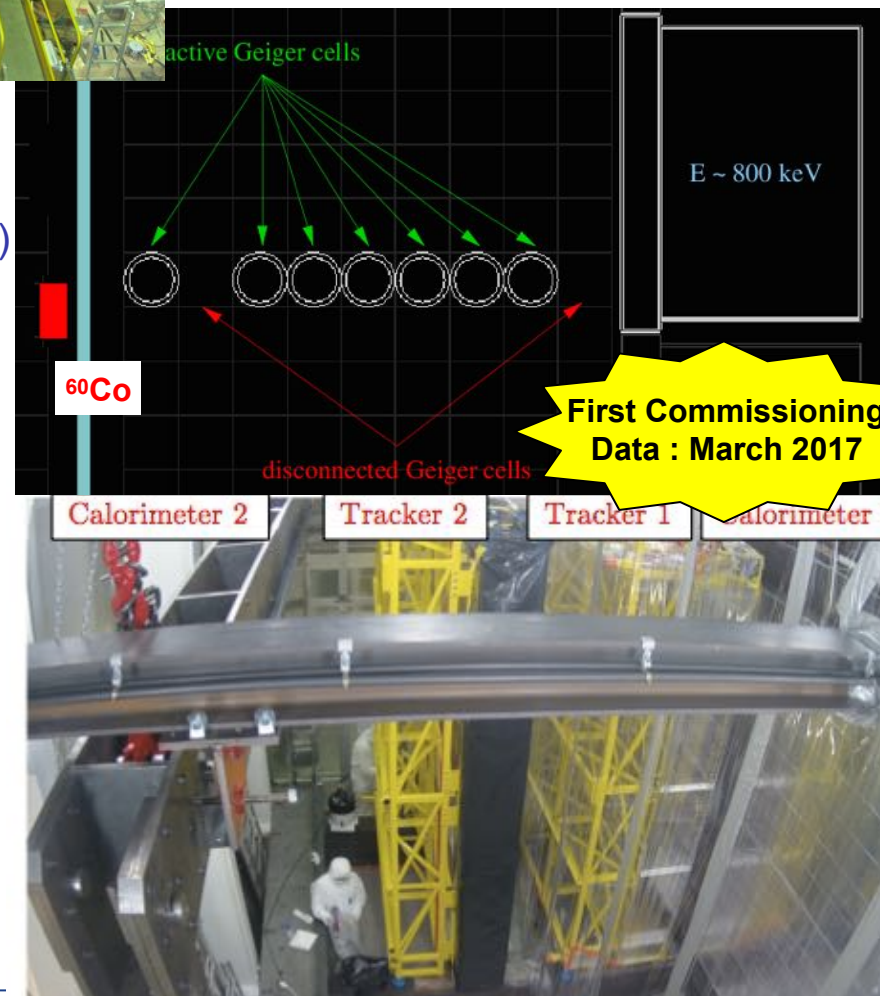 active Geiger cells
E ~ 800 keV
)
⁶⁰Co
First Commissioning
Data : March 2017
disconnected Geiger cells
Calorimeter 2
Tracker 2
Tracker 1
Calorimeter